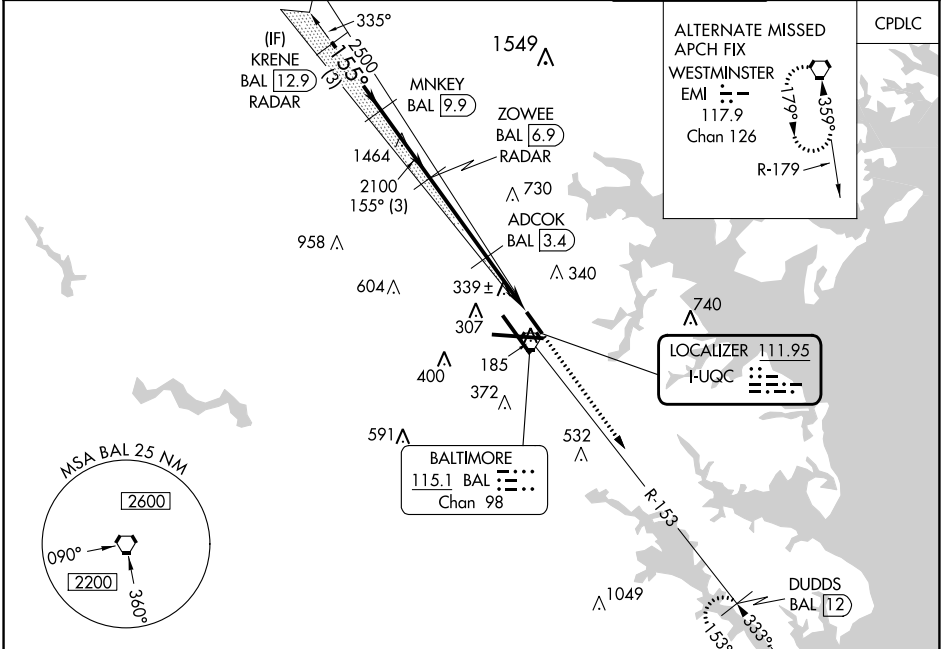 335°
(IF)
KRENE
BAL 12.9
RADAR
2500
155°
(3)
1549
MNKEY
BAL 9.9
ZOWEE
BAL 6.9
RADAR
1464
2100
155° (3)
730
ADCOK
BAL 3.4
958
340
604
339 ±
307
740
185
400
372
LOCALIZER 111.95
I-UQC
591
532
BALTIMORE
115.1 BAL
Chan 98
R-153
MSA BAL 25 NM
2600
090°
2200
360°
1049
DUDDS
BAL 12
153°
333°
ALTERNATE MISSED
APCH FIX
WESTMINSTER
EMI
117.9
Chan 126
179°
359°
R-179
CPDLC